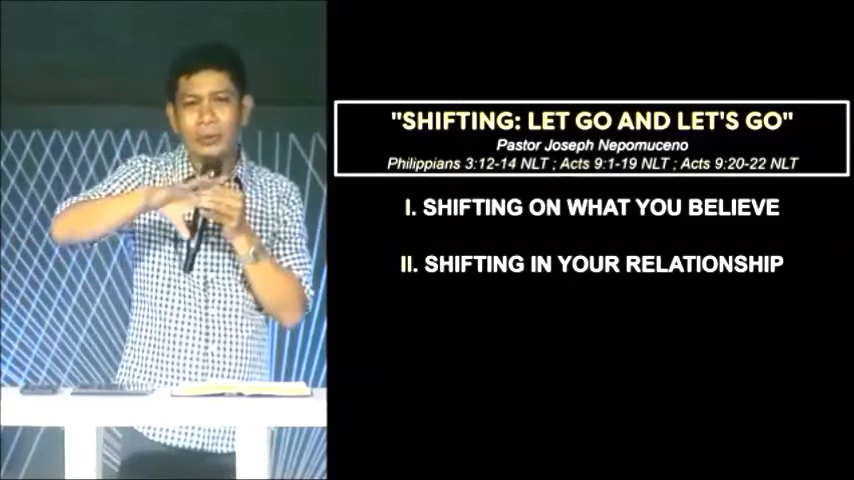 "SHIFTING: LET GO AND LET'S GO"
Pastor Joseph Nepomuceno
Philippians 3:12-14 NLT ; Acts 9:1-19 NLT ; Acts 9:20-22 NLT
I. SHIFTING ON WHAT YOU BELIEVE
II. SHIFTING IN YOUR RELATIONSHIP